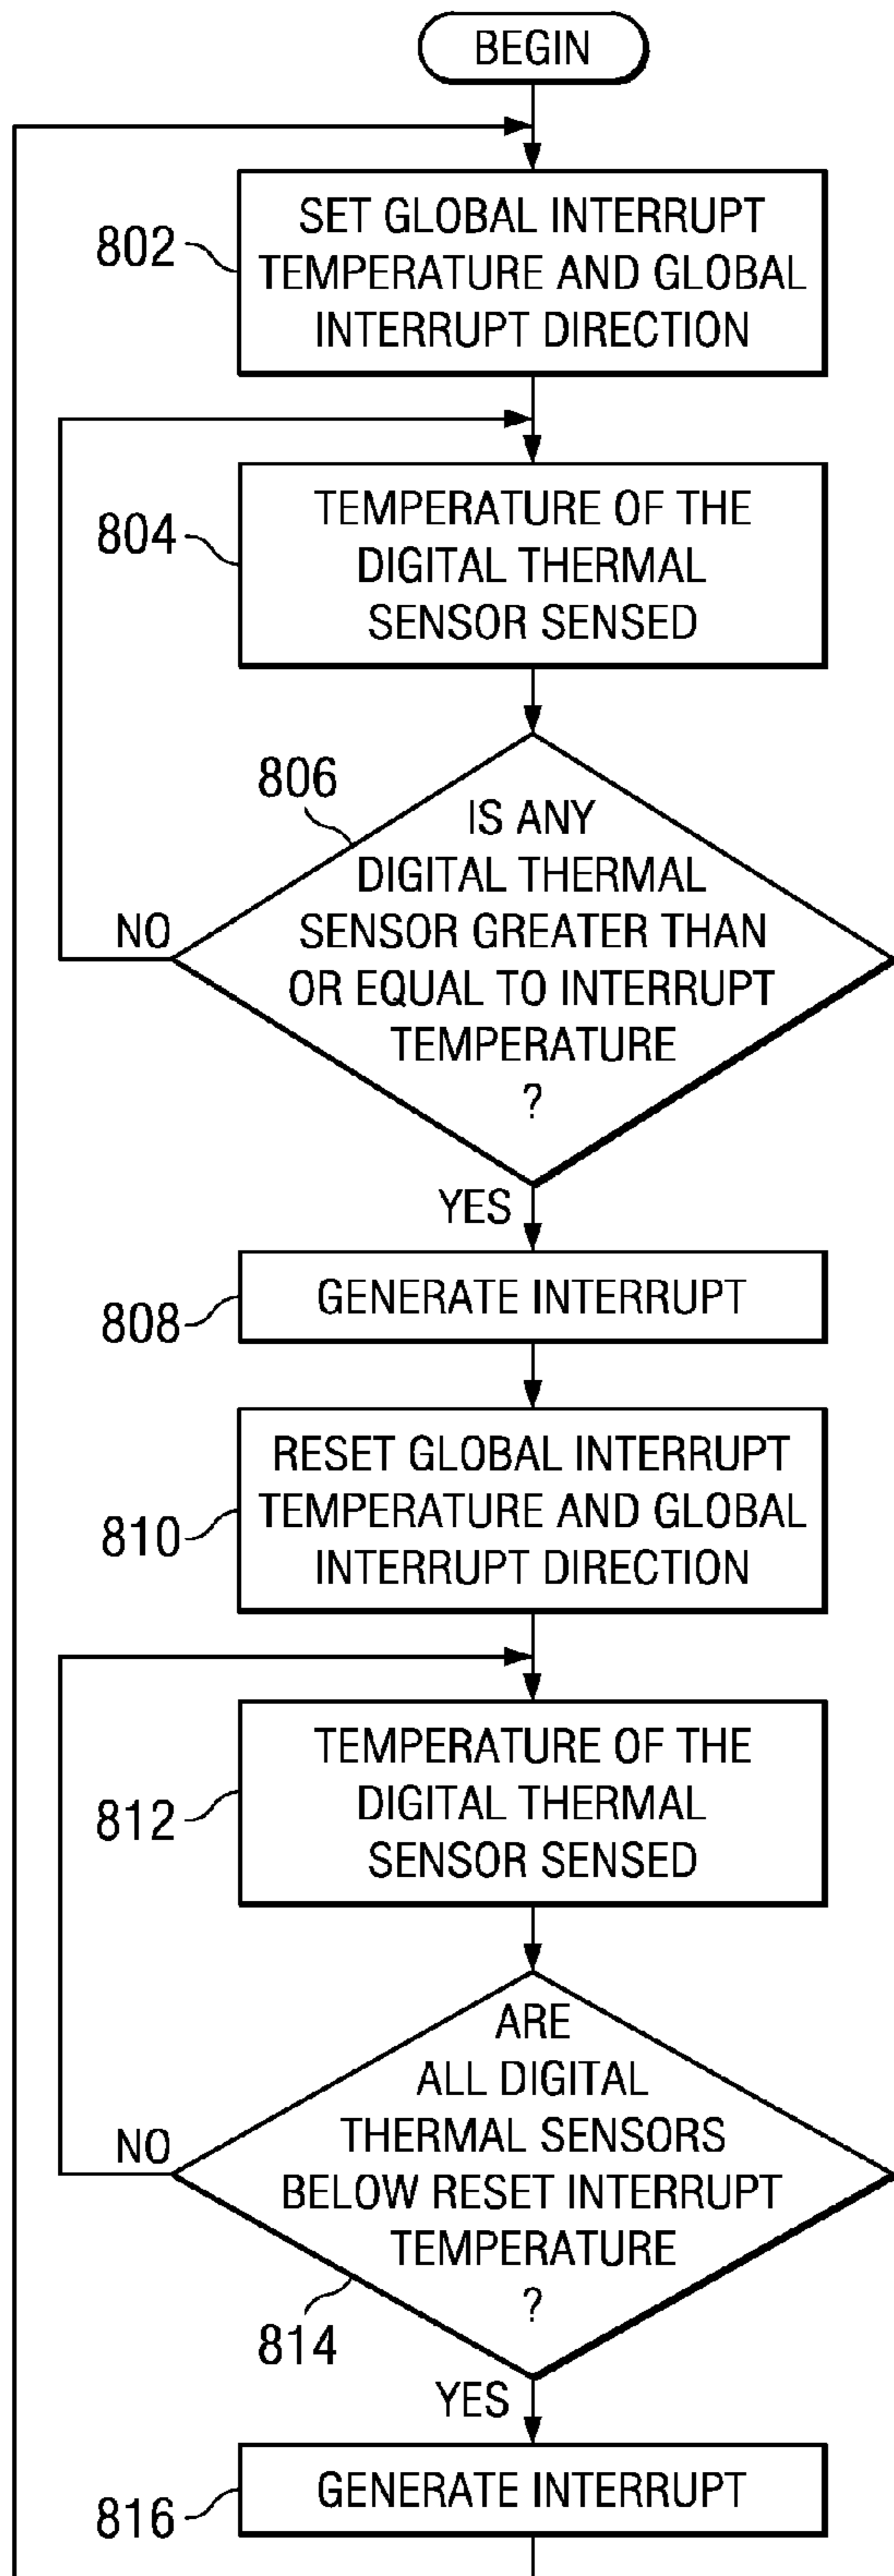 BEGIN
802
SET GLOBAL INTERRUPT
TEMPERATURE AND GLOBAL
INTERRUPT DIRECTION
804
TEMPERATURE OF THE
DIGITAL THERMAL
SENSOR SENSED
806
IS ANY
DIGITAL THERMAL
SENSOR GREATER THAN
OR EQUAL TO INTERRUPT
TEMPERATURE
?
NO
YES
808
GENERATE INTERRUPT
810
RESET GLOBAL INTERRUPT
TEMPERATURE AND GLOBAL
INTERRUPT DIRECTION
812
TEMPERATURE OF THE
DIGITAL THERMAL
SENSOR SENSED
ARE
ALL DIGITAL
THERMAL SENSORS
BELOW RESET INTERRUPT
TEMPERATURE
?
NO
814
YES
816
GENERATE INTERRUPT